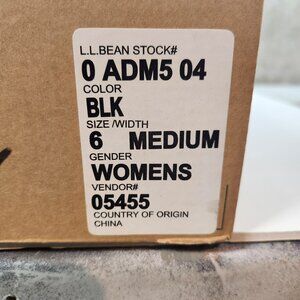 L.L.BEAN STOCK#
0 ADM5 04
COLOR
BLK
SIZE /WIDTH
6 MEDIUM
GENDER
WOMENS
VENDOR#
05455
COUNTRY OF ORIGIN
CHINA